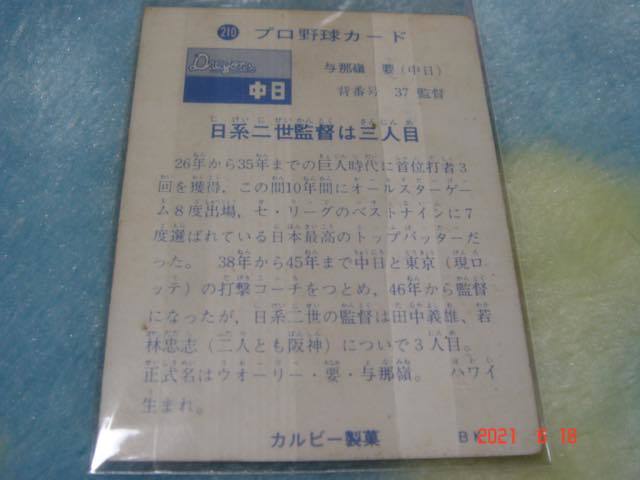 210 プロ野球カード
Dragons
中日
与那嶺 要（中日）
背番号 37 監督
日系二世監督は三人目
26年から35年までの巨人時代に首位打者3
回を獲得，この間10年間にオールスターゲー
ム8度出場，セ・リーグのベストナインに7
度選ばれている日本最高のトップバッターだ
った。 38年から45年まで中日と東京（現ロ
ッテ）の打撃コーチをつとめ，46年から監督
になったが，日系二世の監督は田中義雄、若
林忠志（二人とも阪神）についで3人目。
正式名はウオーリー・要・与那嶺。 ハワイ
生まれ。
カルビー製菓
2021 6 18